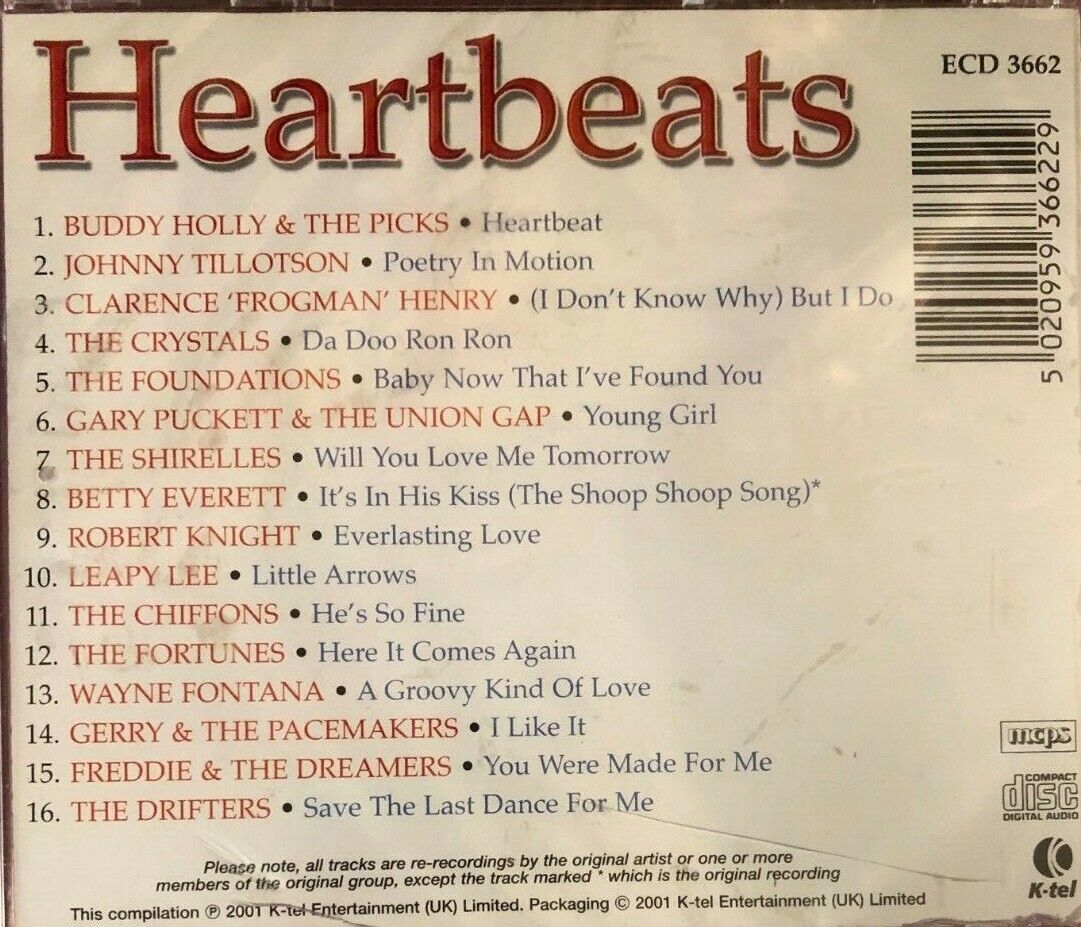 Heartbeats
ECD 3662
1. BUDDY HOLLY & THE PICKS • Heartbeat
2. JOHNNY TILLOTSON • Poetry In Motion
3. CLARENCE 'FROGMAN' HENRY • (I Don't Know Why) But I Do
4. THE CRYSTALS • Da Doo Ron Ron
5. THE FOUNDATIONS • Baby Now That I've Found You
6. GARY PUCKETT & THE UNION GAP • Young Girl
7. THE SHIRELLES • Will You Love Me Tomorrow
8. BETTY EVERETT • It's In His Kiss (The Shoop Shoop Song)*
9. ROBERT KNIGHT • Everlasting Love
10. LEAPY LEE • Little Arrows
11. THE CHIFFONS • He's So Fine
12. THE FORTUNES • Here It Comes Again
13. WAYNE FONTANA • A Groovy Kind Of Love
14. GERRY & THE PACEMAKERS • I Like It
15. FREDDIE & THE DREAMERS • You Were Made For Me
16. THE DRIFTERS • Save The Last Dance For Me
5 020959 366229
mcps
COMPACT
disc
DIGITAL AUDIO
K-tel
Please note, all tracks are re-recordings by the original artist or one or more
members of the original group, except the track marked * which is the original recording
This compilation ℗ 2001 K-tel Entertainment (UK) Limited. Packaging © 2001 K-tel Entertainment (UK) Limited